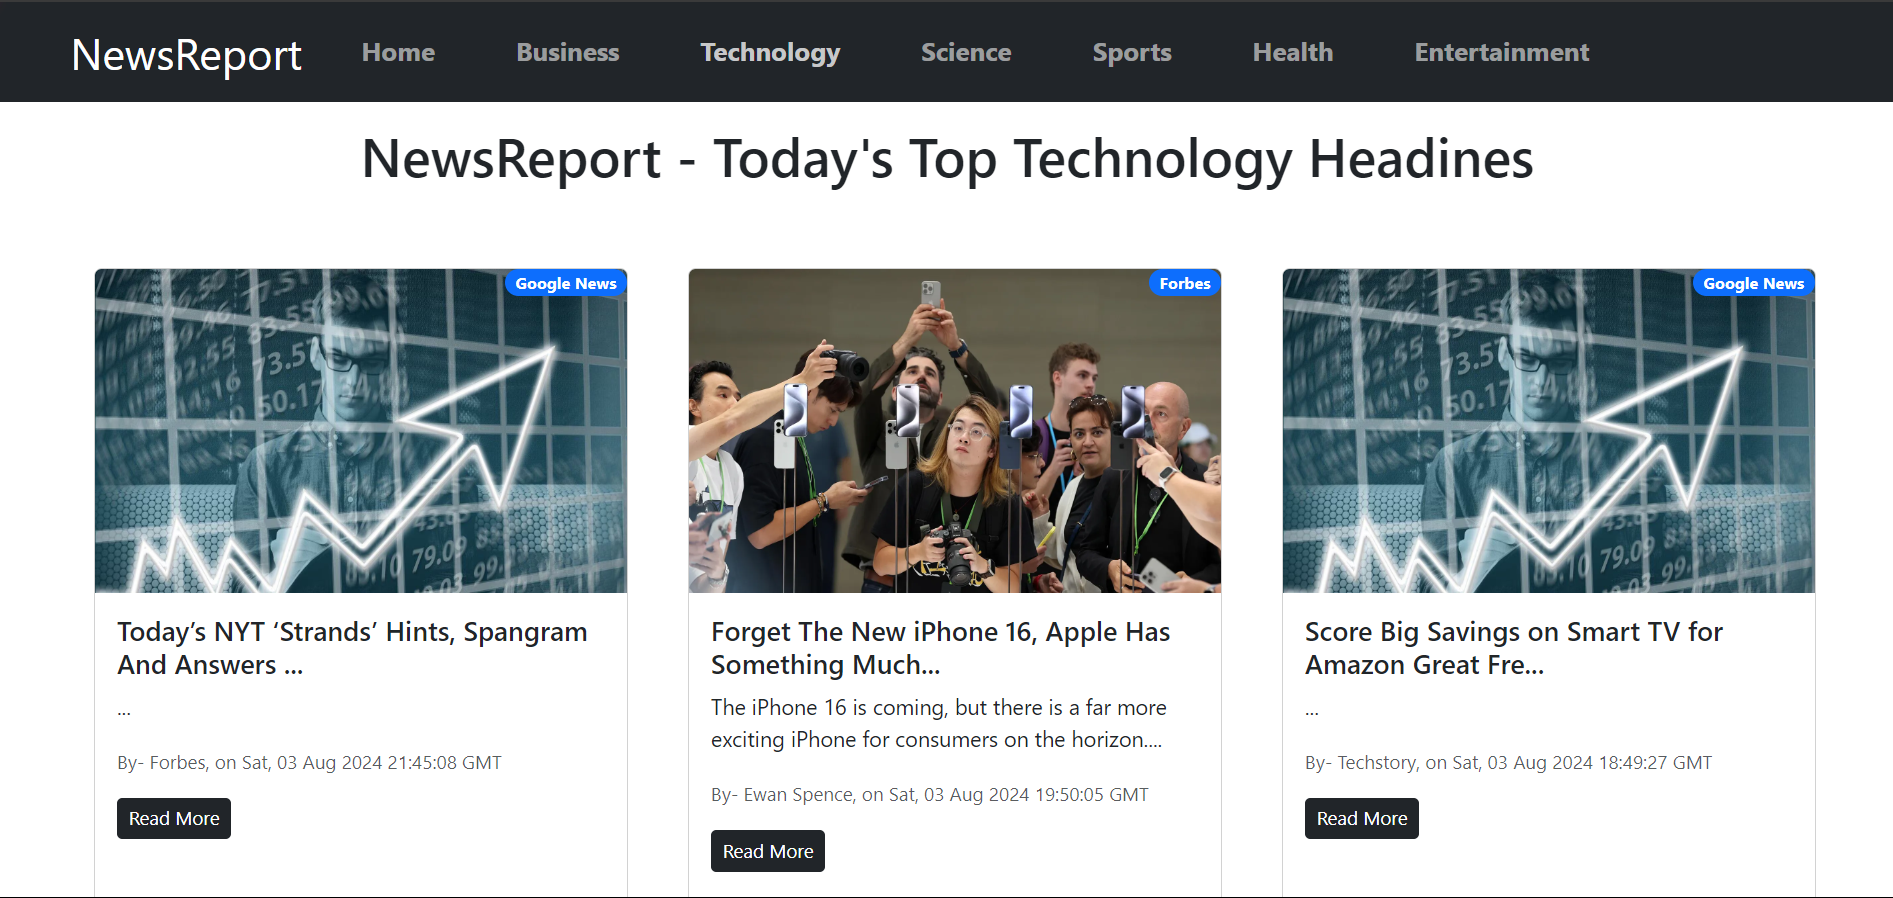 NewsReport Home Business Technology Science Sports Health Entertainment
NewsReport - Today's Top Technology Headines
Google News
Forbes
Google News
Today’s NYT ‘Strands’ Hints, Spangram
And Answers ...
...
By- Forbes, on Sat, 03 Aug 2024 21:45:08 GMT
Read More
Forget The New iPhone 16, Apple Has
Something Much...
The iPhone 16 is coming, but there is a far more
exciting iPhone for consumers on the horizon....
By- Ewan Spence, on Sat, 03 Aug 2024 19:50:05 GMT
Read More
Score Big Savings on Smart TV for
Amazon Great Fre...
...
By- Techstory, on Sat, 03 Aug 2024 18:49:27 GMT
Read More